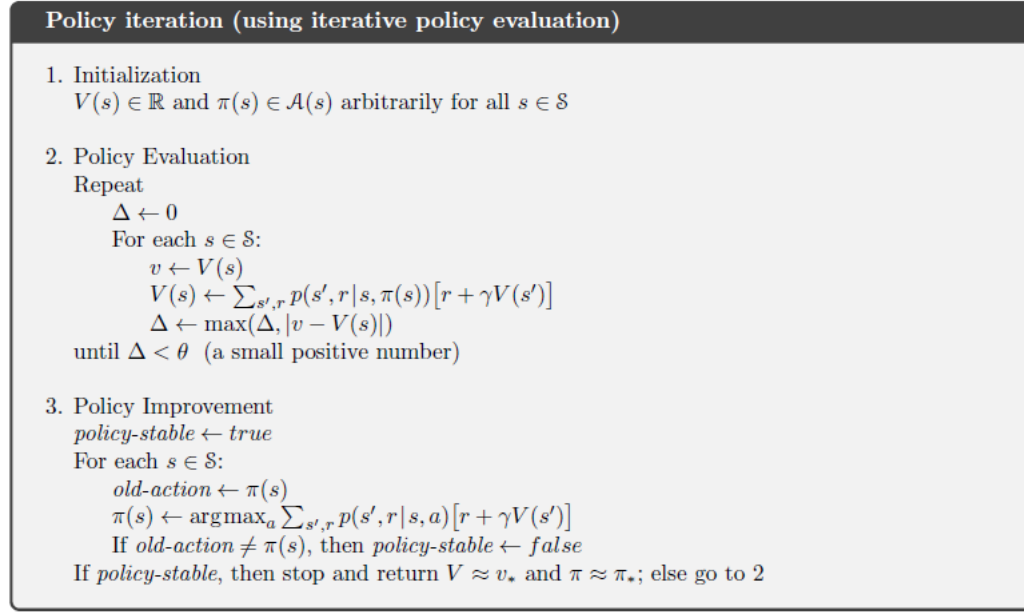 Policy iteration (using iterative policy evaluation)
1. Initialization
V(s) ∈ ℝ and π(s) ∈ 𝒜(s) arbitrarily for all s ∈ 𝒮
2. Policy Evaluation
Repeat
Δ ← 0
For each s ∈ 𝒮:
v ← V(s)
V(s) ← ∑_{s′,r} p(s′, r|s, π(s))[r + γV(s′)]
Δ ← max(Δ, |v − V(s)|)
until Δ < θ (a small positive number)
3. Policy Improvement
policy-stable ← true
For each s ∈ 𝒮:
old-action ← π(s)
π(s) ← argmax_a ∑_{s′,r} p(s′, r|s, a)[r + γV(s′)]
If old-action ≠ π(s), then policy-stable ← false
If policy-stable, then stop and return V ≈ v_* and π ≈ π_*; else go to 2